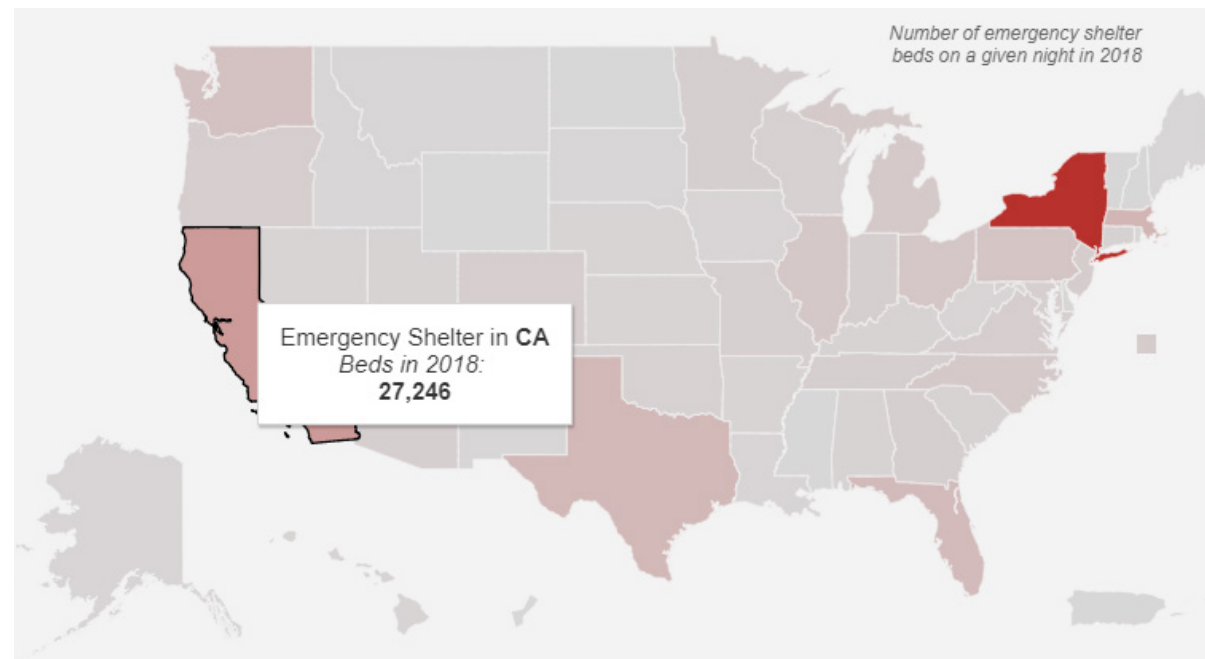 Number of emergency shelter
beds on a given night in 2018
Emergency Shelter in CA
Beds in 2018:
27,246